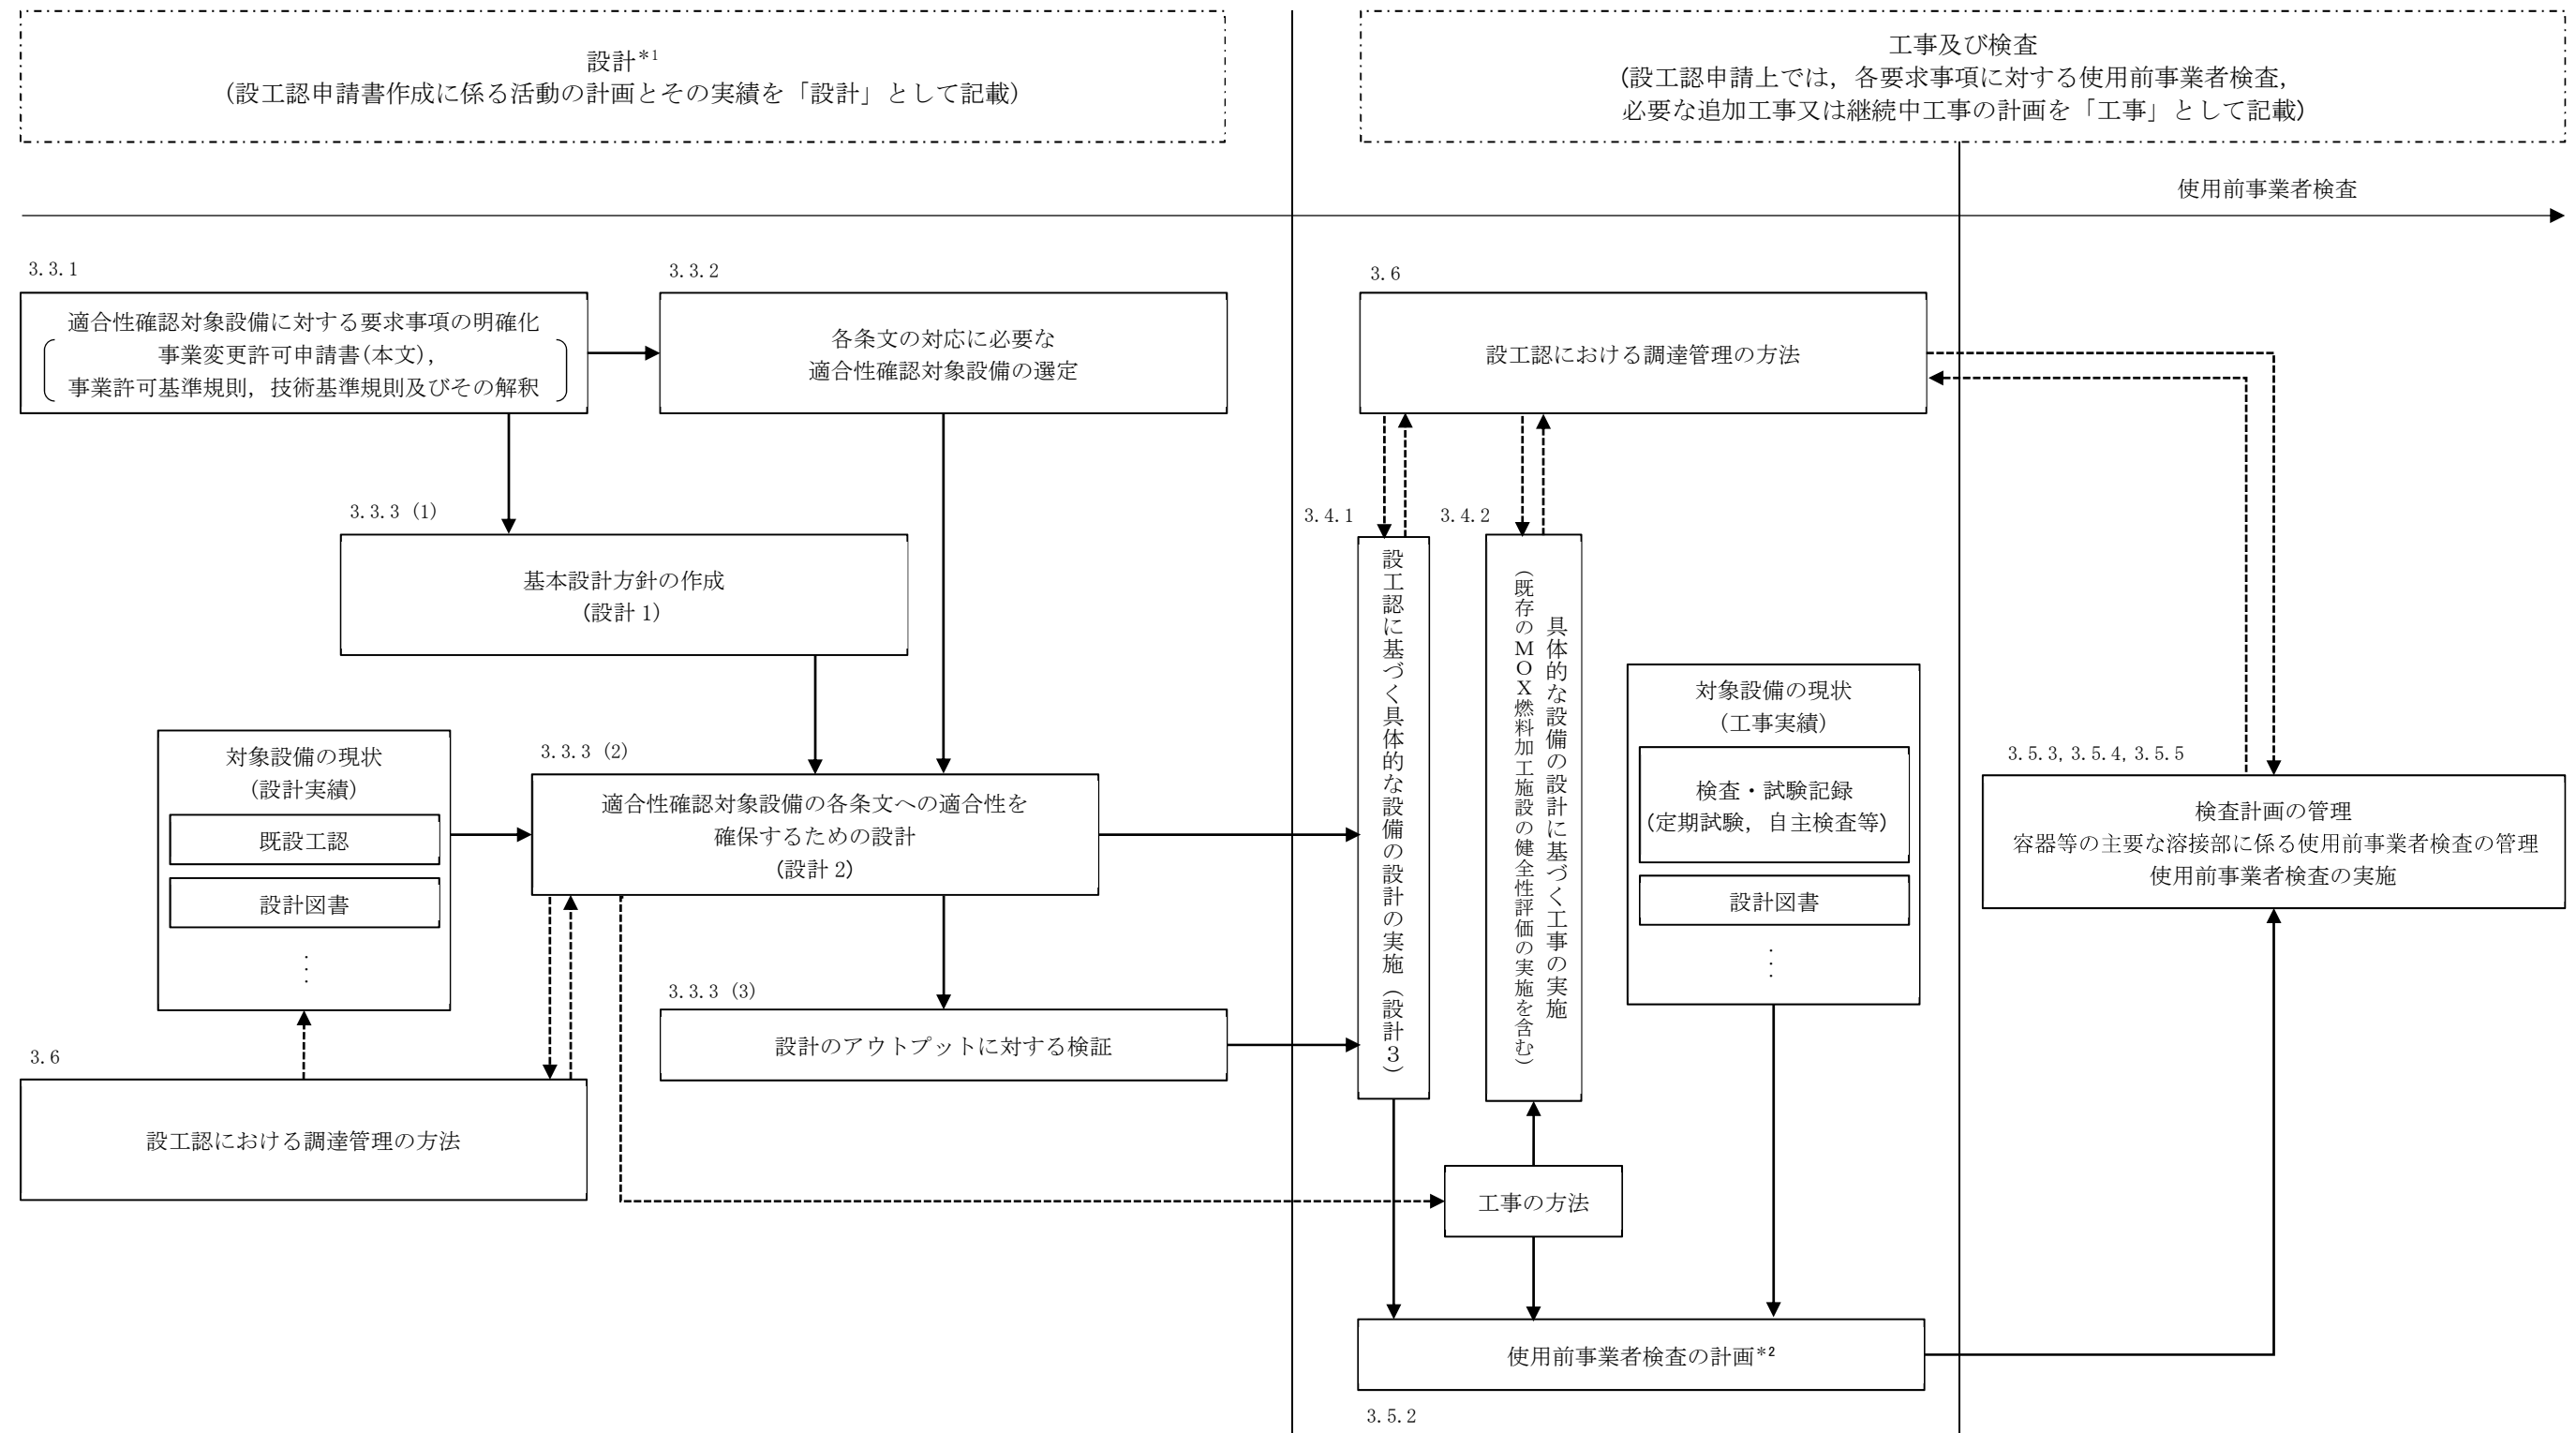 設計*1
(設工認申請書作成に係る活動の計画とその実績を「設計」として記載)
工事及び検査
(設工認申請上では，各要求事項に対する使用前事業者検査，
必要な追加工事又は継続中工事の計画を「工事」として記載)
使用前事業者検査
3.3.1
適合性確認対象設備に対する要求事項の明確化
事業変更許可申請書(本文)，
事業許可基準規則，技術基準規則及びその解釈
3.3.2
各条文の対応に必要な
適合性確認対象設備の選定
3.6
設工認における調達管理の方法
3.3.3 (1)
基本設計方針の作成
(設計 1)
対象設備の現状
(設計実績)
既設工認
設計図書
⋮
3.3.3 (2)
適合性確認対象設備の各条文への適合性を
確保するための設計
(設計 2)
3.3.3 (3)
設計のアウトプットに対する検証
3.6
設工認における調達管理の方法
3.4.1
設工認に基づく具体的な設備の設計の実施（設計３）
3.4.2
具体的な設備の設計に基づく工事の実施
（既存のＭＯＸ燃料加工施設の健全性評価の実施を含む）
対象設備の現状
(工事実績)
検査・試験記録
(定期試験，自主検査等)
設計図書
⋮
工事の方法
使用前事業者検査の計画*2
3.5.2
3.5.3, 3.5.4, 3.5.5
検査計画の管理
容器等の主要な溶接部に係る使用前事業者検査の管理
使用前事業者検査の実施